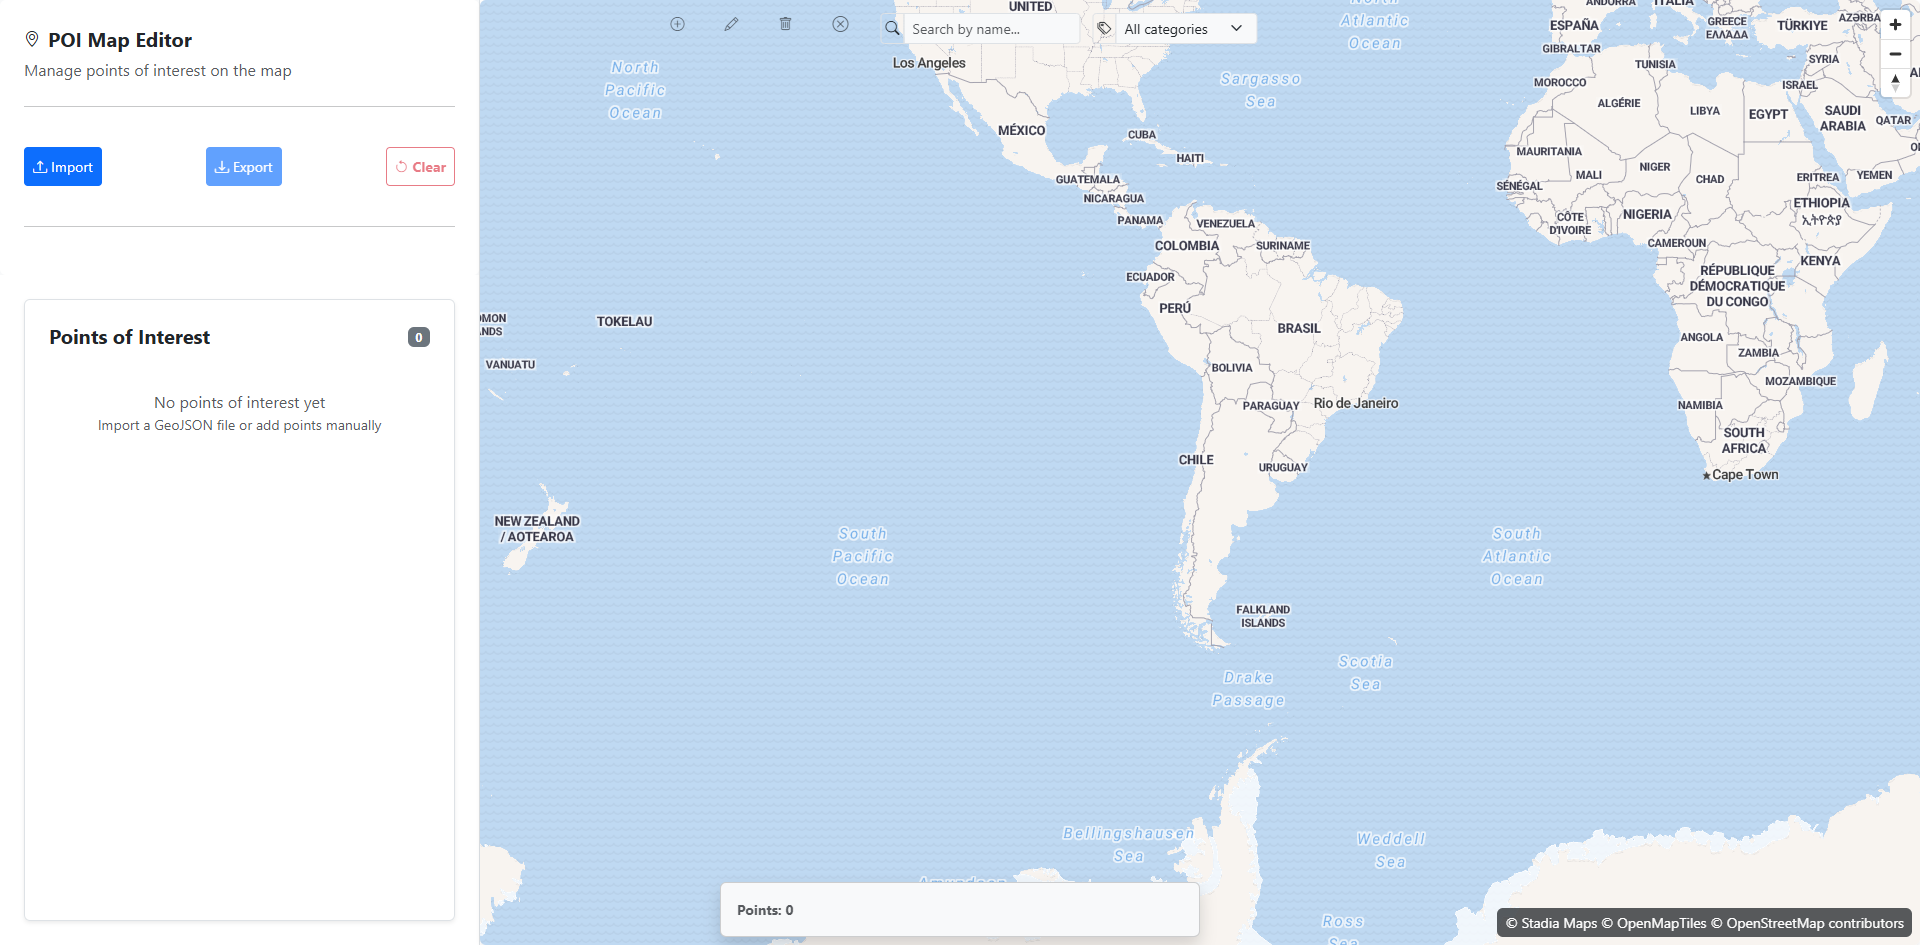 POI Map Editor
Manage points of interest on the map
Import
Export
Clear
Points of Interest
0
No points of interest yet
Import a GeoJSON file or add points manually
Search by name...
All categories
UNITED
Los Angeles
North
Pacific
Ocean
Sargasso
Sea
North
Atlantic
Ocean
MÉXICO
CUBA
HAITI
GUATEMALA
NICARAGUA
PANAMA
VENEZUELA
COLOMBIA
SURINAME
ECUADOR
PERÚ
BRASIL
BOLIVIA
PARAGUAY
Rio de Janeiro
CHILE
URUGUAY
FALKLAND
ISLANDS
TOKELAU
VANUATU
NEW ZEALAND
/ AOTEAROA
South
Pacific
Ocean
South
Atlantic
Ocean
Drake
Passage
Scotia
Sea
Bellingshausen
Sea
Weddell
Sea
Ross
ANDORRA
ITALIA
ESPAÑA
GIBRALTAR
GREECE
ΕΛΛΆΔΑ
TÜRKIYE
TUNISIA
SYRIA
MOROCCO
ISRAEL
ALGÉRIE
LIBYA
EGYPT
SAUDI
ARABIA
QATAR
MAURITANIA
MALI
NIGER
CHAD
ERITREA
YEMEN
SÉNÉGAL
CÔTE
D'IVOIRE
NIGERIA
ETHIOPIA
ኢትዮጵያ
CAMEROUN
KENYA
RÉPUBLIQUE
DÉMOCRATIQUE
DU CONGO
ANGOLA
ZAMBIA
MOZAMBIQUE
NAMIBIA
SOUTH
AFRICA
Cape Town
Points: 0
© Stadia Maps © OpenMapTiles © OpenStreetMap contributors